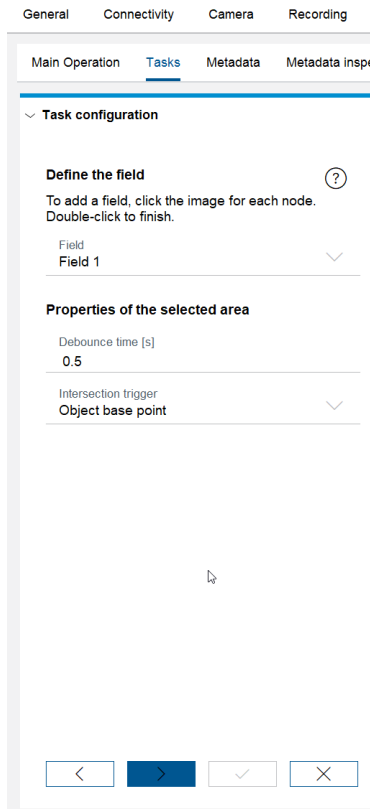 General Connectivity Camera Recording
Main Operation Tasks Metadata Metadata inspe
Task configuration
Define the field
?
To add a field, click the image for each node.
Double-click to finish.
Field
Field 1
Properties of the selected area
Debounce time [s]
0.5
Intersection trigger
Object base point